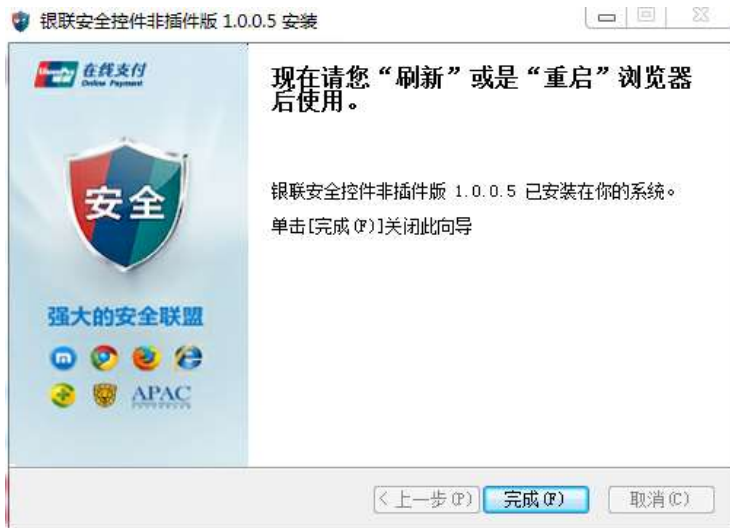 银联安全控件非插件版 1.0.0.5 安装
UnionPay 在线支付
Online Payment
现在请您“刷新”或是“重启”浏览器
后使用。
安全
银联安全控件非插件版 1.0.0.5 已安装在你的系统。
单击[完成(F)]关闭此向导
强大的安全联盟
APAC
<上一步(P) 完成(F) 取消(C)